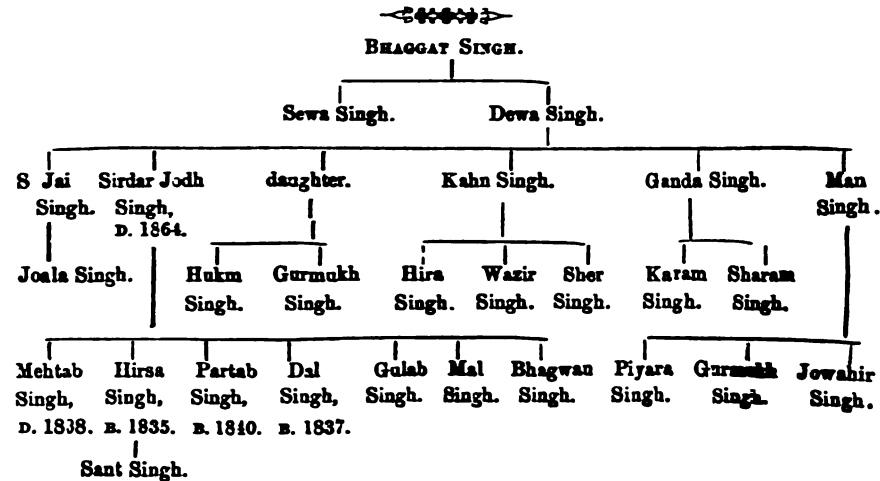 BHAGGAT SINGH.
Sewa Singh. Dewa Singh.
S Jai Sirdar Jodh daughter. Kahn Singh. Ganda Singh. Man
Singh. Singh, Singh.
D. 1864.
Joala Singh. Hukm Gurmukh Hira Wazir Sher Karam Sharam
Singh. Singh. Singh. Singh. Singh. Singh. Singh.
Mehtab Hirsa Partab Dal Gulab Mal Bhagwan Piyara Gurmukh Jowahir
Singh, Singh, Singh, Singh, Singh. Singh. Singh. Singh. Singh. Singh.
D. 1838. B. 1835. B. 1840. B. 1837.
Sant Singh.